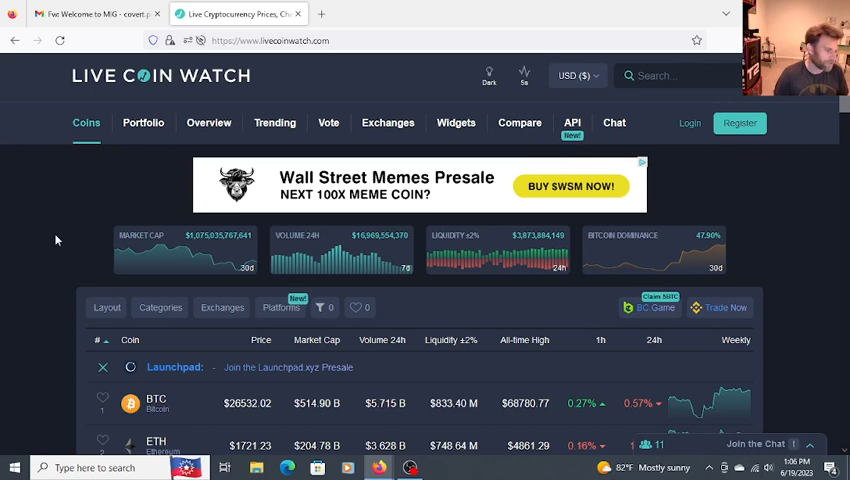 Fw: Welcome to MIG - covert.p
Live Cryptocurrency Prices, Cha
https://www.livecoinwatch.com
LIVE COIN WATCH
Dark
5s
USD ($)
Search...
Coins
Portfolio
Overview
Trending
Vote
Exchanges
Widgets
Compare
API
New!
Chat
Login
Register
Wall Street Memes Presale
NEXT 100X MEME COIN?
BUY $WSM NOW!
MARKET CAP $1,075,035,767,641
30d
VOLUME 24H $16,969,554,370
7d
LIQUIDITY ±2% $3,873,884,149
24h
BITCOIN DOMINANCE 47.90%
30d
Layout
Categories
Exchanges
Platforms
New!
0
0
Claim 5BTC
BC Game
Trade Now
# Coin Price Market Cap Volume 24h Liquidity ±2% All-time High 1h 24h Weekly
Launchpad: - Join the Launchpad.xyz Presale
1 BTC Bitcoin $26532.02 $514.90 B $5.715 B $833.40 M $68780.77 0.27% 0.57%
2 ETH Ethereum $1721.23 $204.78 B $3.628 B $748.64 M $4861.29 0.16%
11
Join the Chat !
Type here to search
82°F Mostly sunny
1:06 PM
6/19/2023
4